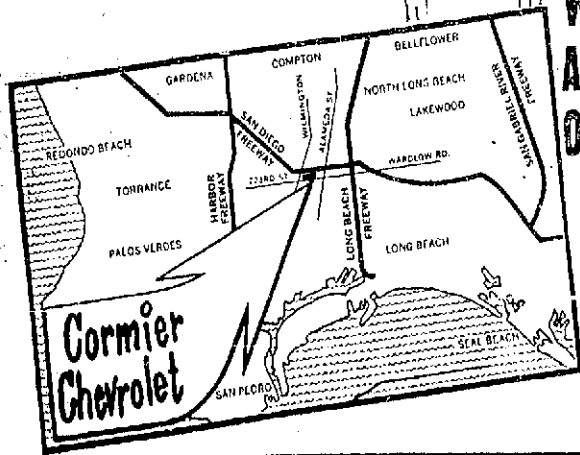 BELLFLOWER
COMPTON
GARDENA
NORTH LONG BEACH
LAKEWOOD
WILMINGTON
ALAMEDA ST.
SAN GABRIEL RIVER
FREEWAY
SAN DIEGO
FREEWAY
REDONDO BEACH
WARDLOW RD.
223RD ST.
TORRANCE
HARBOR
FREEWAY
LONG BEACH
FREEWAY
PALOS VERDES
LONG BEACH
Cormier
Chevrolet
SEAL BEACH
SAN PEDRO